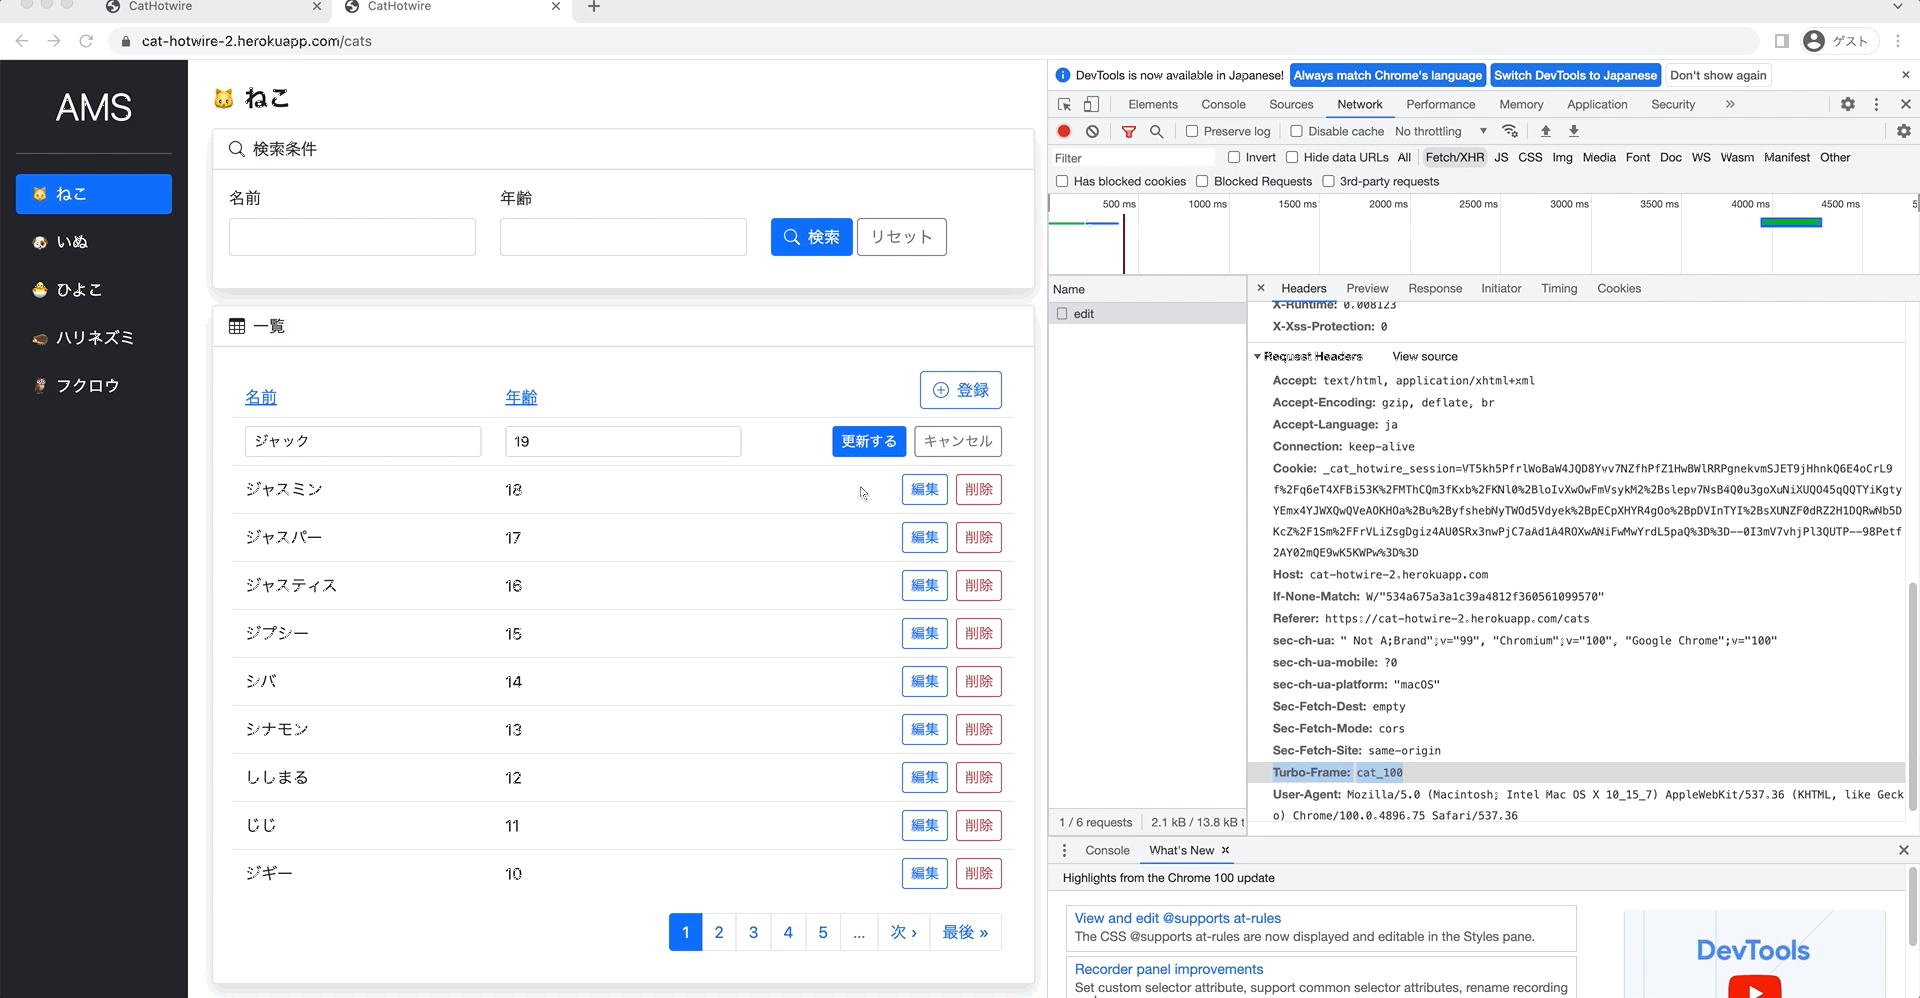 CatHotwire
CatHotwire
cat-hotwire-2.herokuapp.com/cats
ゲスト
AMS
ねこ
いぬ
ひよこ
ハリネズミ
フクロウ
ねこ
検索条件
名前 年齢
検索 リセット
一覧
名前 年齢 登録
ジャック 19 更新する キャンセル
ジャスミン 18 編集 削除
ジャスパー 17 編集 削除
ジャスティス 16 編集 削除
ジプシー 15 編集 削除
シバ 14 編集 削除
シナモン 13 編集 削除
ししまる 12 編集 削除
じじ 11 編集 削除
ジギー 10 編集 削除
1 2 3 4 5 ... 次 › 最後 »
DevTools is now available in Japanese! Always match Chrome's language Switch DevTools to Japanese Don't show again
Elements Console Sources Network Performance Memory Application Security
Preserve log Disable cache No throttling
Filter Invert Hide data URLs All Fetch/XHR JS CSS Img Media Font Doc WS Wasm Manifest Other
Has blocked cookies Blocked Requests 3rd-party requests
500 ms 1000 ms 1500 ms 2000 ms 2500 ms 3000 ms 3500 ms 4000 ms 4500 ms 5
Name
edit
1 / 6 requests 2.1 kB / 13.8 kB t
Headers Preview Response Initiator Timing Cookies
X-Runtime: 0.008123
X-Xss-Protection: 0
Request Headers View source
Accept: text/html, application/xhtml+xml
Accept-Encoding: gzip, deflate, br
Accept-Language: ja
Connection: keep-alive
Cookie: _cat_hotwire_session=VT5kh5PfrlWoBaW4JQD8Yvv7NZfhPfZ1HwBWlRRPgnekvmSJET9jHhnkQ6E4oCrL9
f%2Fq6eT4XFBi53K%2FMThCQm3fKxb%2FKNl0%2BloIvXwOwFmVsykM2%2Bslepv7NsB4Q0u3goXuNiXUQO45qQQTYiKgty
YEmx4YJWXQwQVeAOKHOa%2Bu%2ByfshebNyTWOd5Vdyek%2BpECpXHYR4gOo%2BpDVInTYI%2BsXUNZF0dRZ2H1DQRwNb5D
KcZ%2F1Sm%2FFrVLiZsgDgiz4AU0SRx3nwPjC7aAd1A4ROXwANiFwMwYrdL5paQ%3D%3D--0I3mV7vhjPl3QUTP--98Petf
2AY02mQE9wK5KWPw%3D%3D
Host: cat-hotwire-2.herokuapp.com
If-None-Match: W/"534a675a3a1c39a4812f360561099570"
Referer: https://cat-hotwire-2.herokuapp.com/cats
sec-ch-ua: " Not A;Brand";v="99", "Chromium";v="100", "Google Chrome";v="100"
sec-ch-ua-mobile: ?0
sec-ch-ua-platform: "macOS"
Sec-Fetch-Dest: empty
Sec-Fetch-Mode: cors
Sec-Fetch-Site: same-origin
Turbo-Frame: cat_100
User-Agent: Mozilla/5.0 (Macintosh; Intel Mac OS X 10_15_7) AppleWebKit/537.36 (KHTML, like Geck
o) Chrome/100.0.4896.75 Safari/537.36
Console What's New
Highlights from the Chrome 100 update
View and edit @supports at-rules
The CSS @supports at-rules are now displayed and editable in the Styles pane.
Recorder panel improvements
Set custom selector attribute, support common selector attributes, rename recording
DevTools